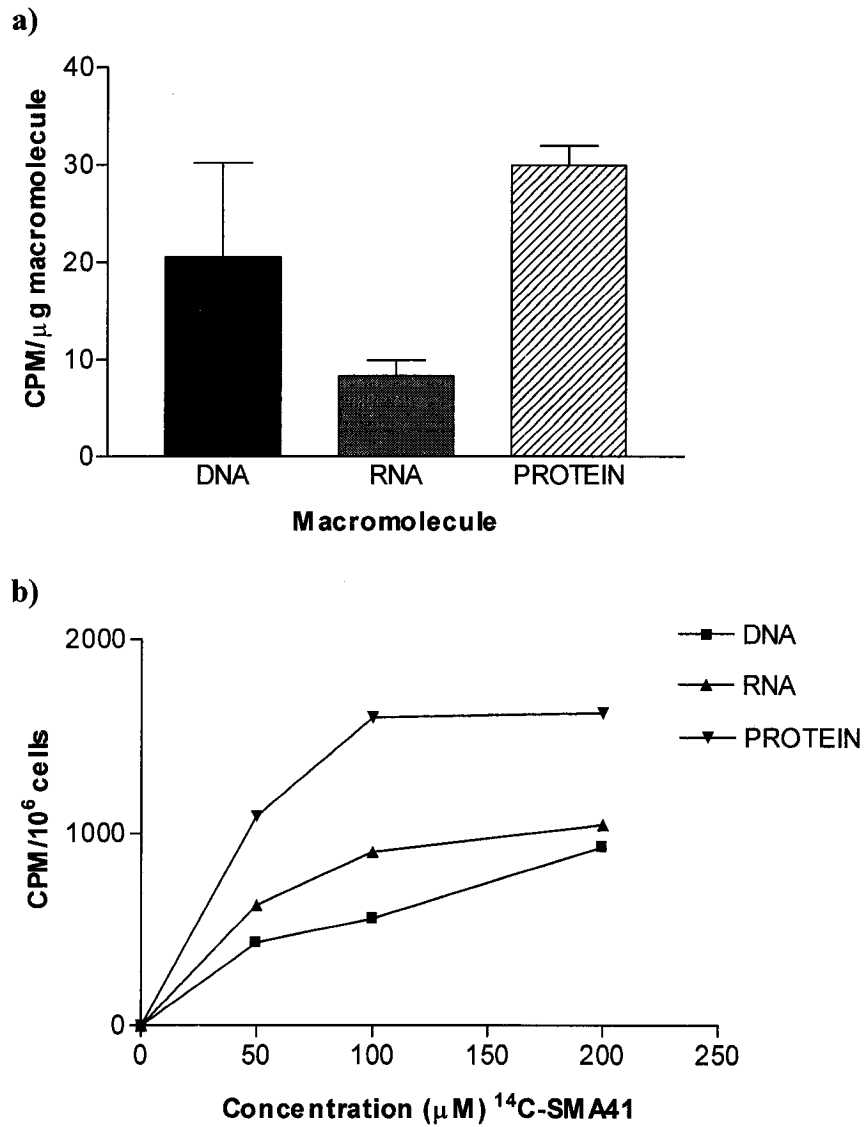 a)
CPM/μg macromolecule
40
30
20
10
0
DNA RNA PROTEIN
Macromolecule
b)
CPM/10⁶ cells
2000
1000
0
0 50 100 150 200 250
Concentration (μM) ¹⁴C-SMA41
DNA
RNA
PROTEIN